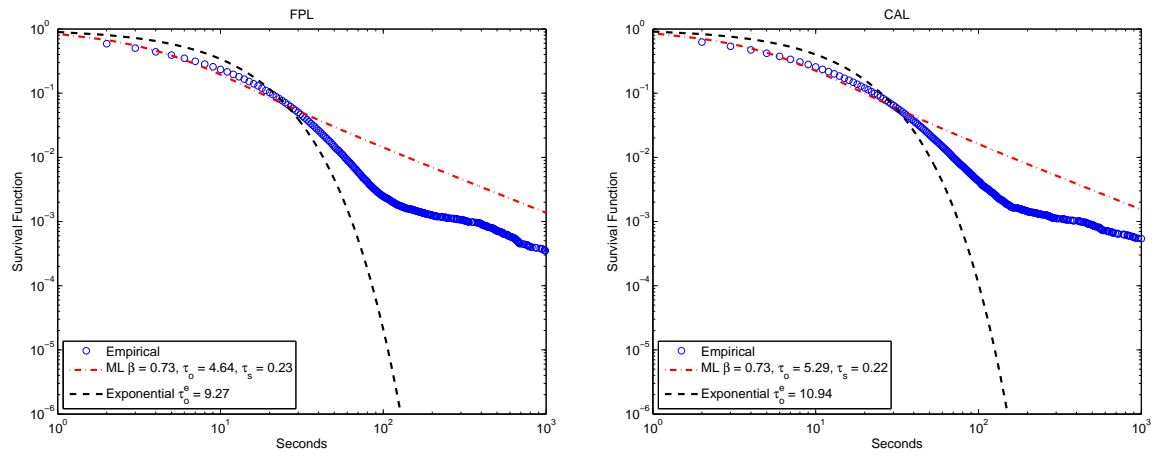 FPL
Survival Function
10^0
10^-1
10^-2
10^-3
10^-4
10^-5
10^-6
Empirical
ML β = 0.73, τ_o = 4.64, τ_s = 0.23
Exponential τ_o^e = 9.27
10^0 10^1 10^2 10^3
Seconds
CAL
Survival Function
10^0
10^-1
10^-2
10^-3
10^-4
10^-5
10^-6
Empirical
ML β = 0.73, τ_o = 5.29, τ_s = 0.22
Exponential τ_o^e = 10.94
10^0 10^1 10^2 10^3
Seconds